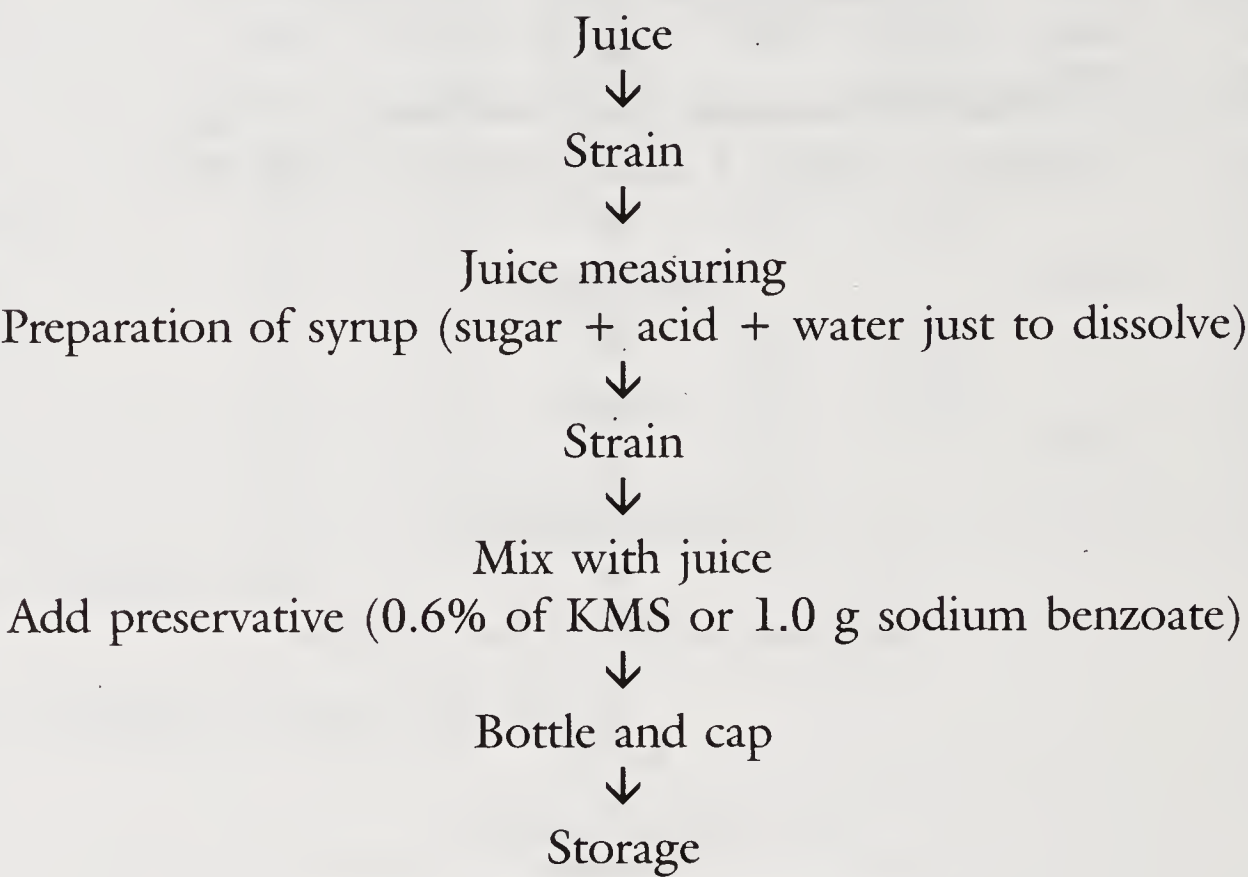 Juice
↓
Strain
↓
Juice measuring
Preparation of syrup (sugar + acid + water just to dissolve)
↓
Strain
↓
Mix with juice
Add preservative (0.6% of KMS or 1.0 g sodium benzoate)
↓
Bottle and cap
↓
Storage